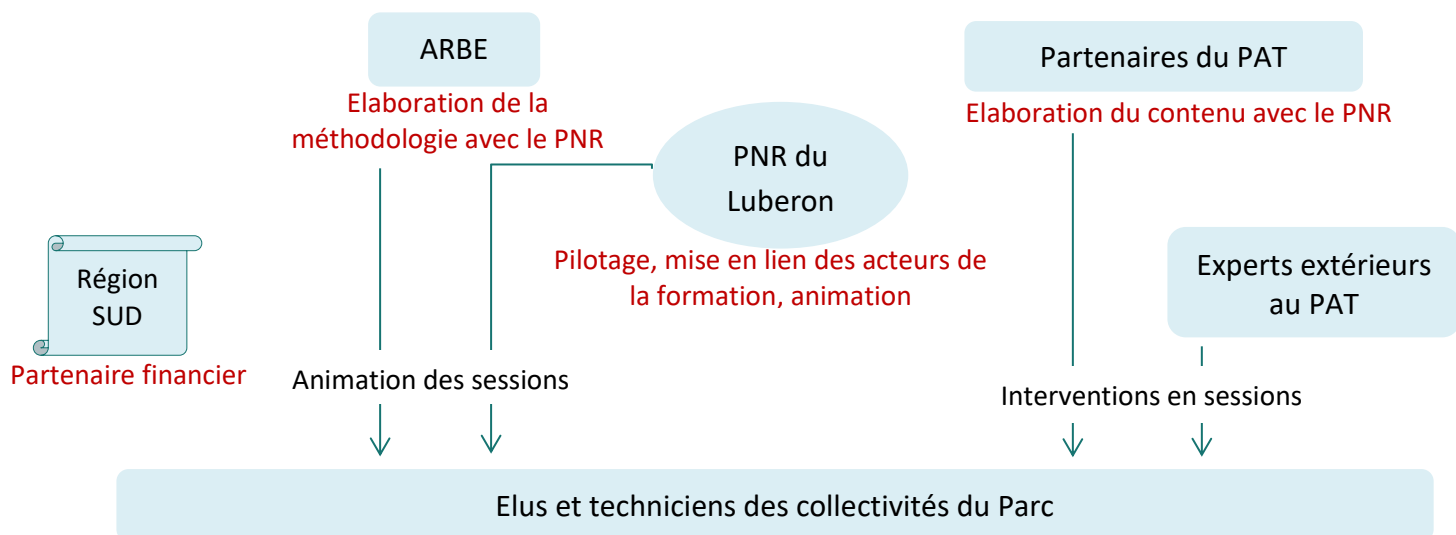 ARBE
Elaboration de la
méthodologie avec le PNR
Partenaires du PAT
Elaboration du contenu avec le PNR
PNR du
Luberon
Pilotage, mise en lien des acteurs de
la formation, animation
Région
SUD
Partenaire financier
Experts extérieurs
au PAT
Animation des sessions
Interventions en sessions
Elus et techniciens des collectivités du Parc